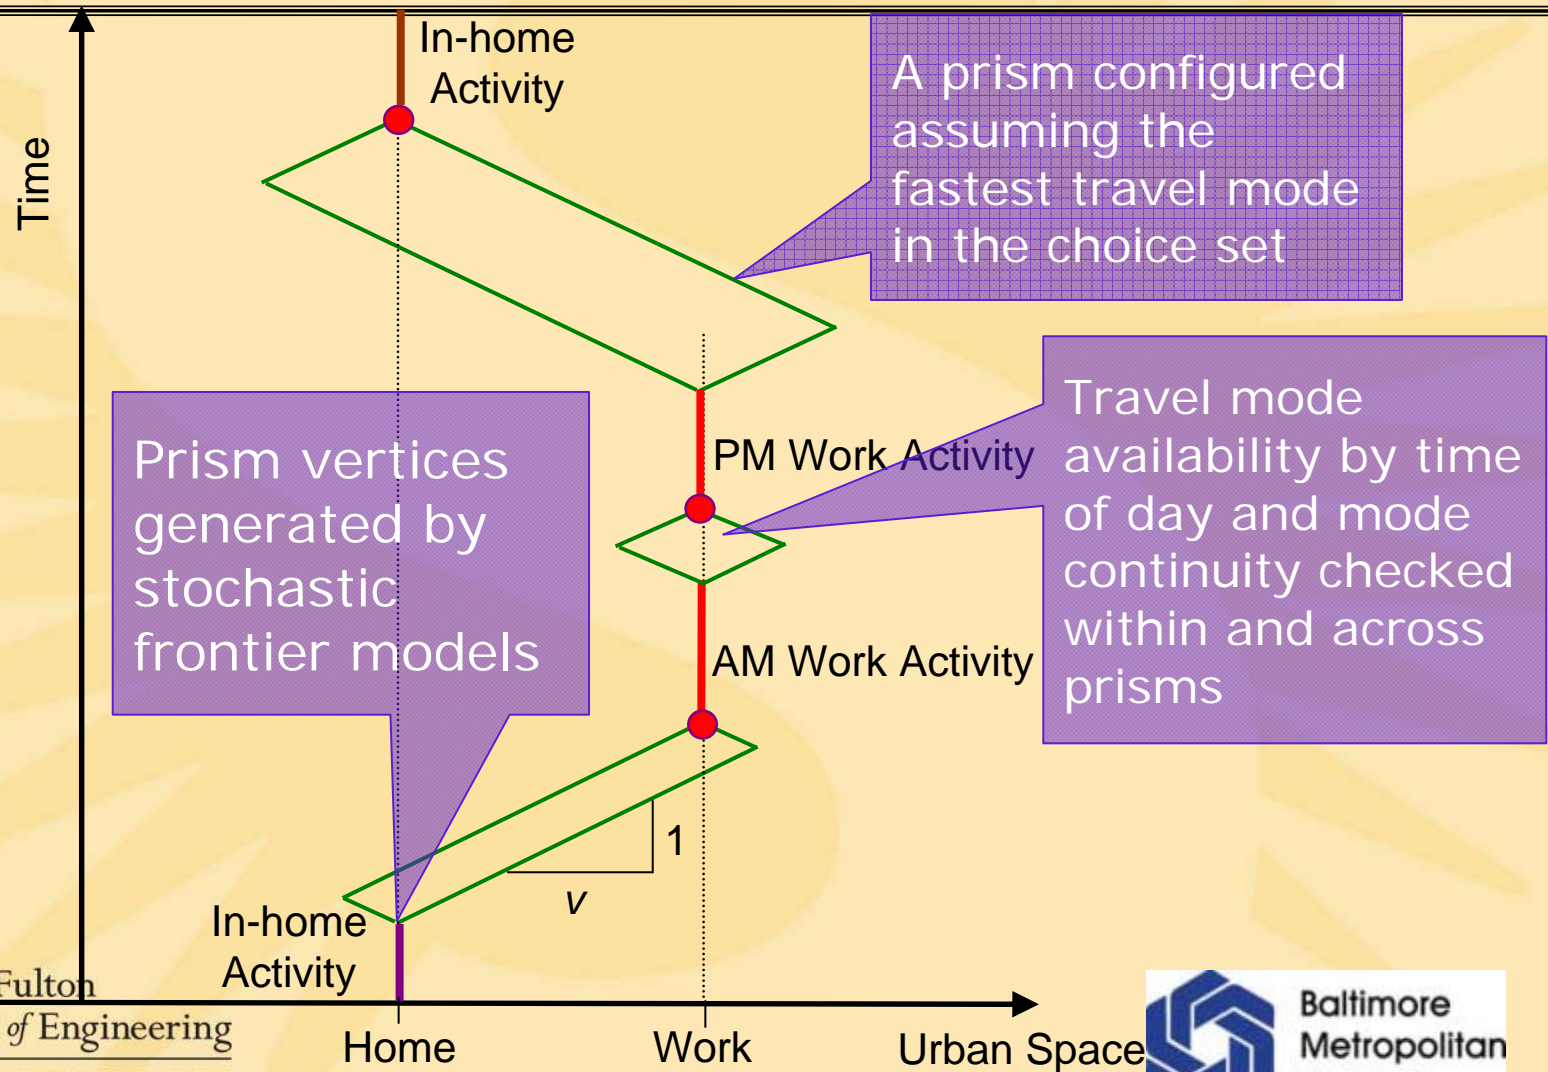 In-home
Activity
A prism configured
assuming the
fastest travel mode
in the choice set
Time
Travel mode
availability by time
of day and mode
continuity checked
within and across
prisms
Prism vertices
generated by
stochastic
frontier models
PM Work Activity
AM Work Activity
1
v
In-home
Activity
Fulton
of Engineering
Home
Work
Urban Space
Baltimore
Metropolitan